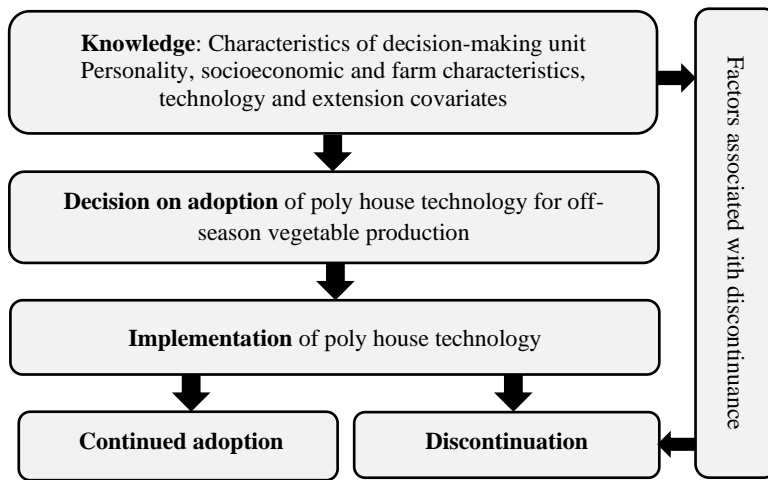 Knowledge: Characteristics of decision-making unit
Personality, socioeconomic and farm characteristics,
technology and extension covariates
Decision on adoption of poly house technology for off-
season vegetable production
Implementation of poly house technology
Continued adoption
Discontinuation
Factors associated with discontinuance